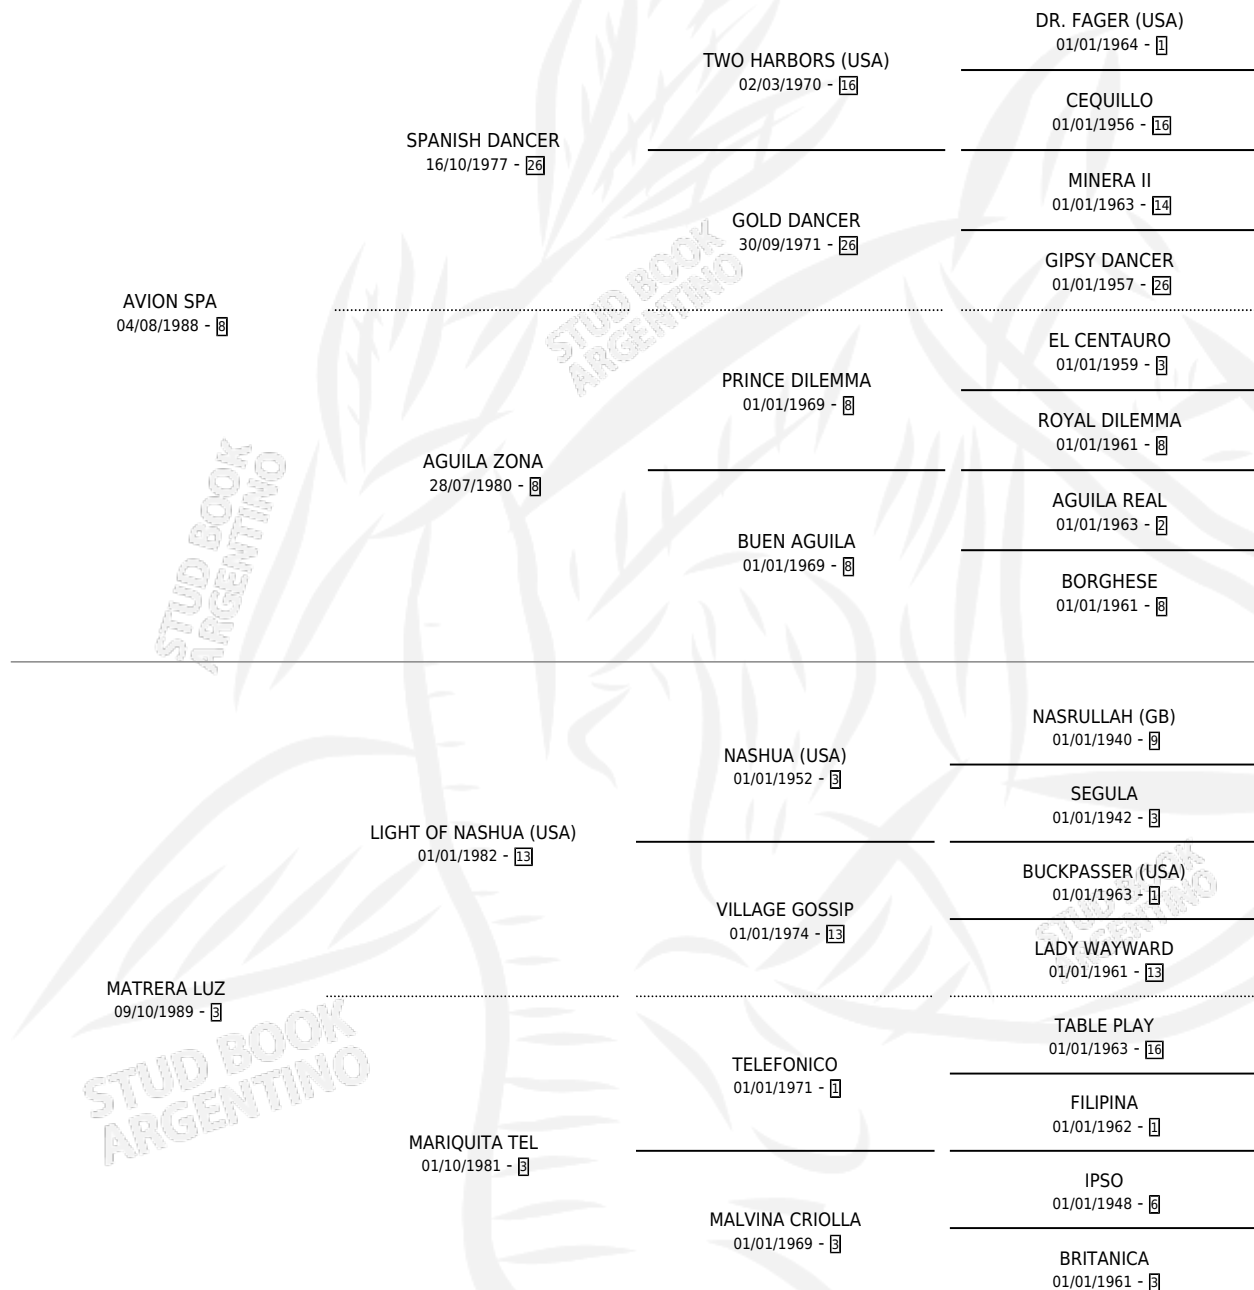 DR. FAGER (USA)
01/01/1964 - 1
TWO HARBORS (USA)
02/03/1970 - 16
CEQUILLO
01/01/1956 - 16
SPANISH DANCER
16/10/1977 - 26
MINERA II
01/01/1963 - 14
GOLD DANCER
30/09/1971 - 26
GIPSY DANCER
01/01/1957 - 26
AVION SPA
04/08/1988 - 8
EL CENTAURO
01/01/1959 - 3
PRINCE DILEMMA
01/01/1969 - 8
ROYAL DILEMMA
01/01/1961 - 8
AGUILA ZONA
28/07/1980 - 8
AGUILA REAL
01/01/1963 - 2
BUEN AGUILA
01/01/1969 - 8
BORGHESE
01/01/1961 - 8
STUD BOOK
ARGENTINO
STUD BOOK
ARGENTINO
NASRULLAH (GB)
01/01/1940 - 9
NASHUA (USA)
01/01/1952 - 3
SEGULA
01/01/1942 - 3
LIGHT OF NASHUA (USA)
01/01/1982 - 13
BUCKPASSER (USA)
01/01/1963 - 1
VILLAGE GOSSIP
01/01/1974 - 13
LADY WAYWARD
01/01/1961 - 13
MATRERA LUZ
09/10/1989 - 3
TABLE PLAY
01/01/1963 - 16
TELEFONICO
01/01/1971 - 1
FILIPINA
01/01/1962 - 1
MARIQUITA TEL
01/10/1981 - 3
IPSO
01/01/1948 - 6
MALVINA CRIOLLA
01/01/1969 - 3
BRITANICA
01/01/1961 - 3
STUD BOOK
ARGENTINO
STUD BOOK
ARGENTINO